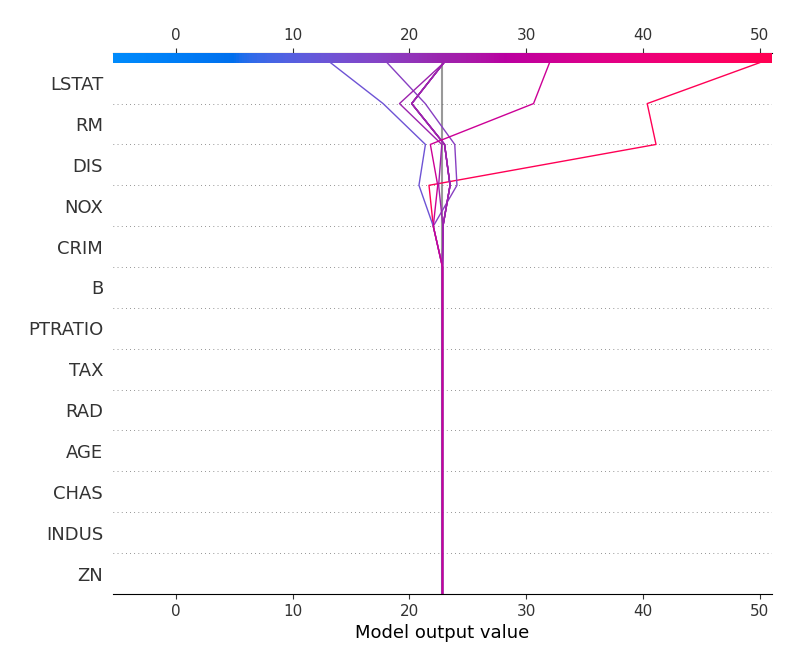 0 10 20 30 40 50
LSTAT
RM
DIS
NOX
CRIM
B
PTRATIO
TAX
RAD
AGE
CHAS
INDUS
ZN
0 10 20 30 40 50
Model output value